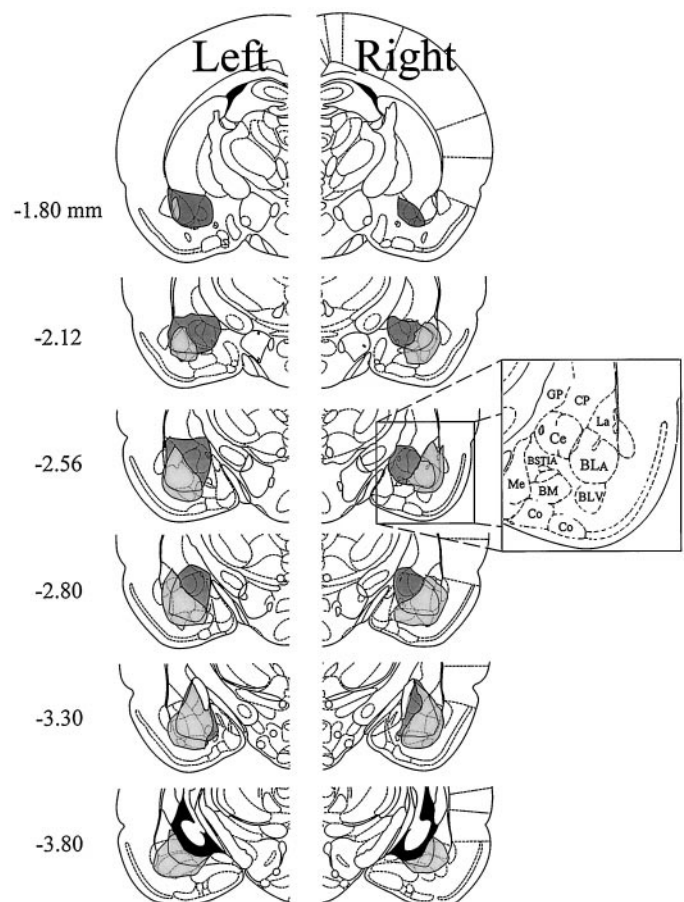 Left Right
-1.80 mm
-2.12
-2.56
-2.80
-3.30
-3.80
GP CP
La
Ce
BSTIA BLA
Me
BM BLV
Co Co